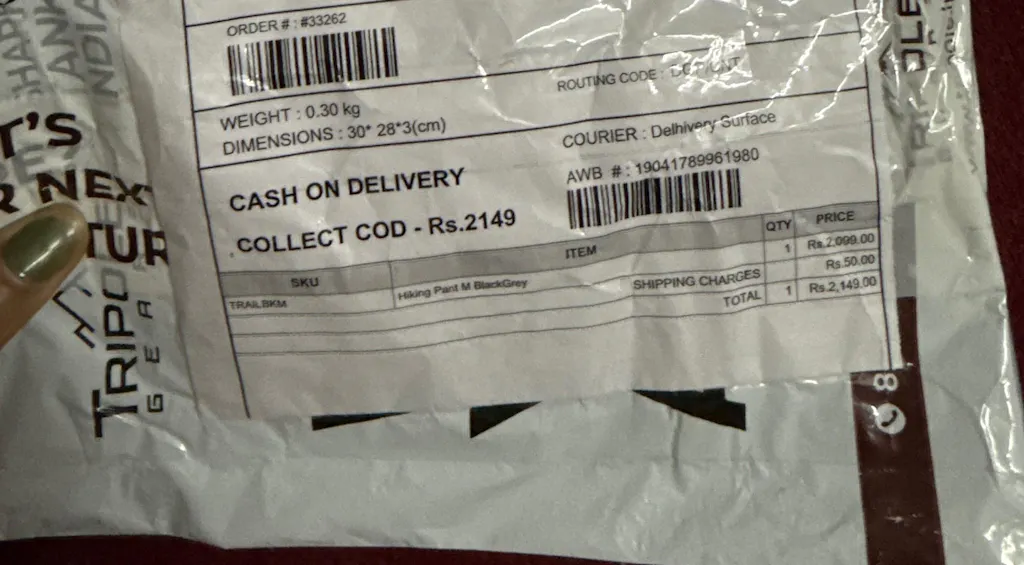 ORDER # : #33262
WEIGHT : 0.30 kg
DIMENSIONS : 30* 28*3(cm)
ROUTING CODE :
COURIER : Delhivery Surface
AWB # : 19041789961980
CASH ON DELIVERY
COLLECT COD - Rs.2149
SKU ITEM QTY PRICE
TRAILBKM Hiking Pant M BlackGrey 1 Rs.2,099.00
SHIPPING CHARGES Rs.50.00
TOTAL 1 Rs.2,149.00
T'S
R NEXT
TUR
TRIPO
GEAR
8